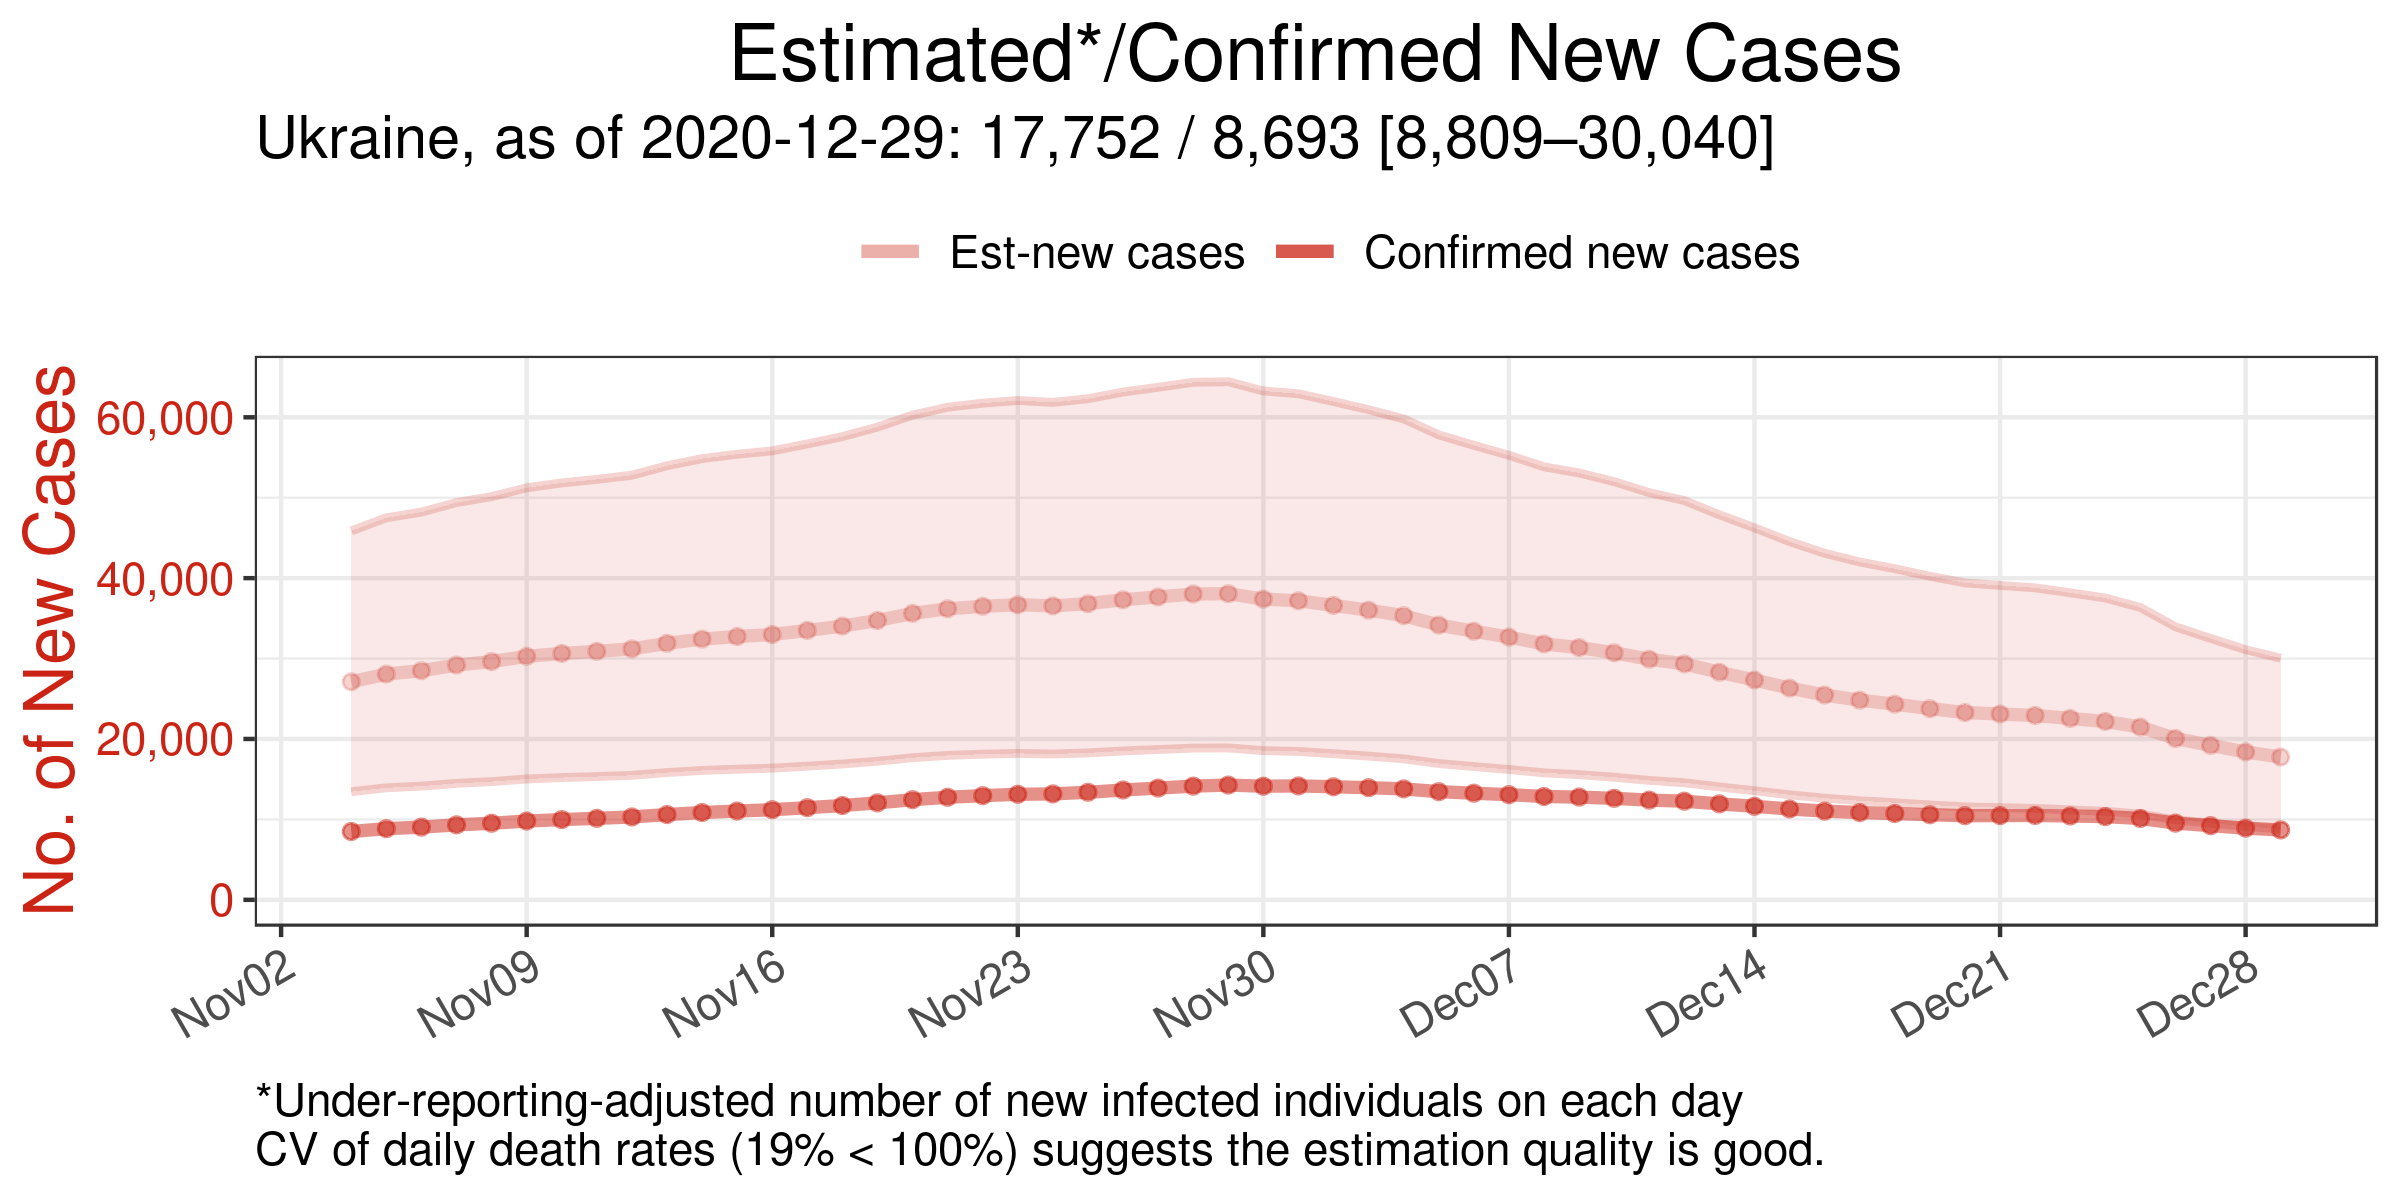 Estimated*/Confirmed New Cases
Ukraine, as of 2020-12-29: 17,752 / 8,693 [8,809–30,040]
Est-new cases
Confirmed new cases
No. of New Cases
60,000
40,000
20,000
0
Nov02
Nov09
Nov16
Nov23
Nov30
Dec07
Dec14
Dec21
Dec28
*Under-reporting-adjusted number of new infected individuals on each day
CV of daily death rates (19% < 100%) suggests the estimation quality is good.